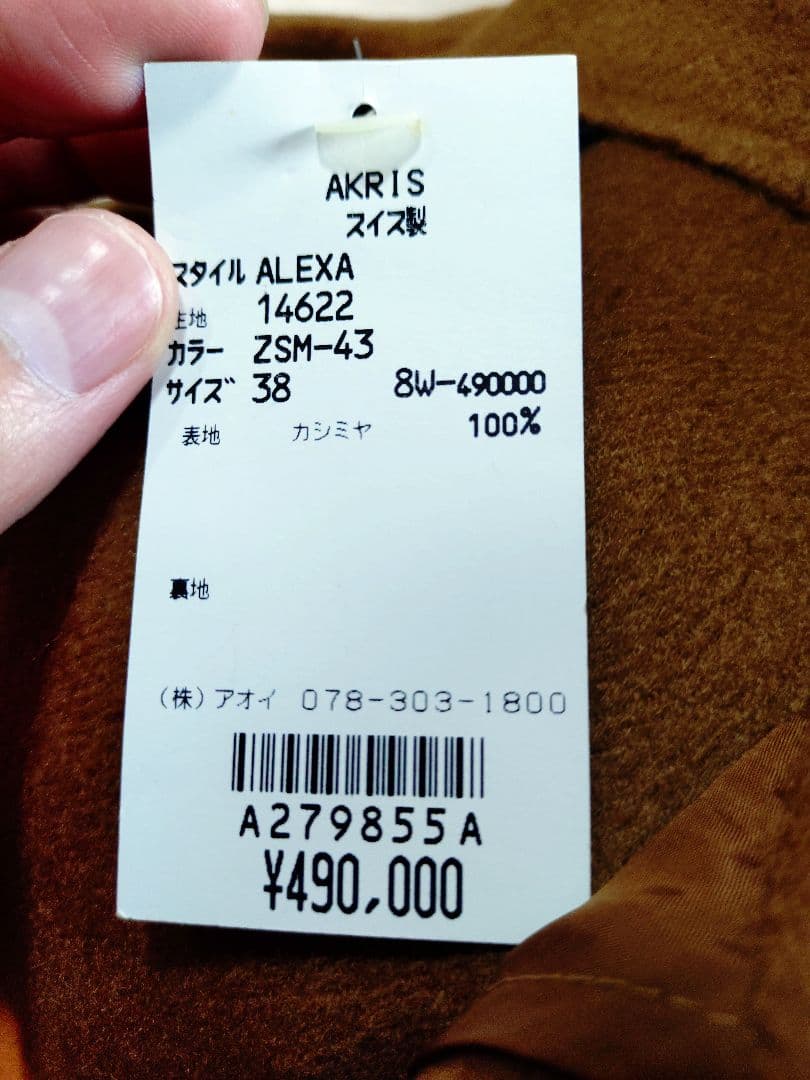 AKRIS
スイス製
スタイル ALEXA
生地 14622
カラー ZSM-43
サイズ 38 8W-490000
表地 カシミヤ 100%
裏地
(株)アオイ 078-303-1800
A279855A
¥490,000